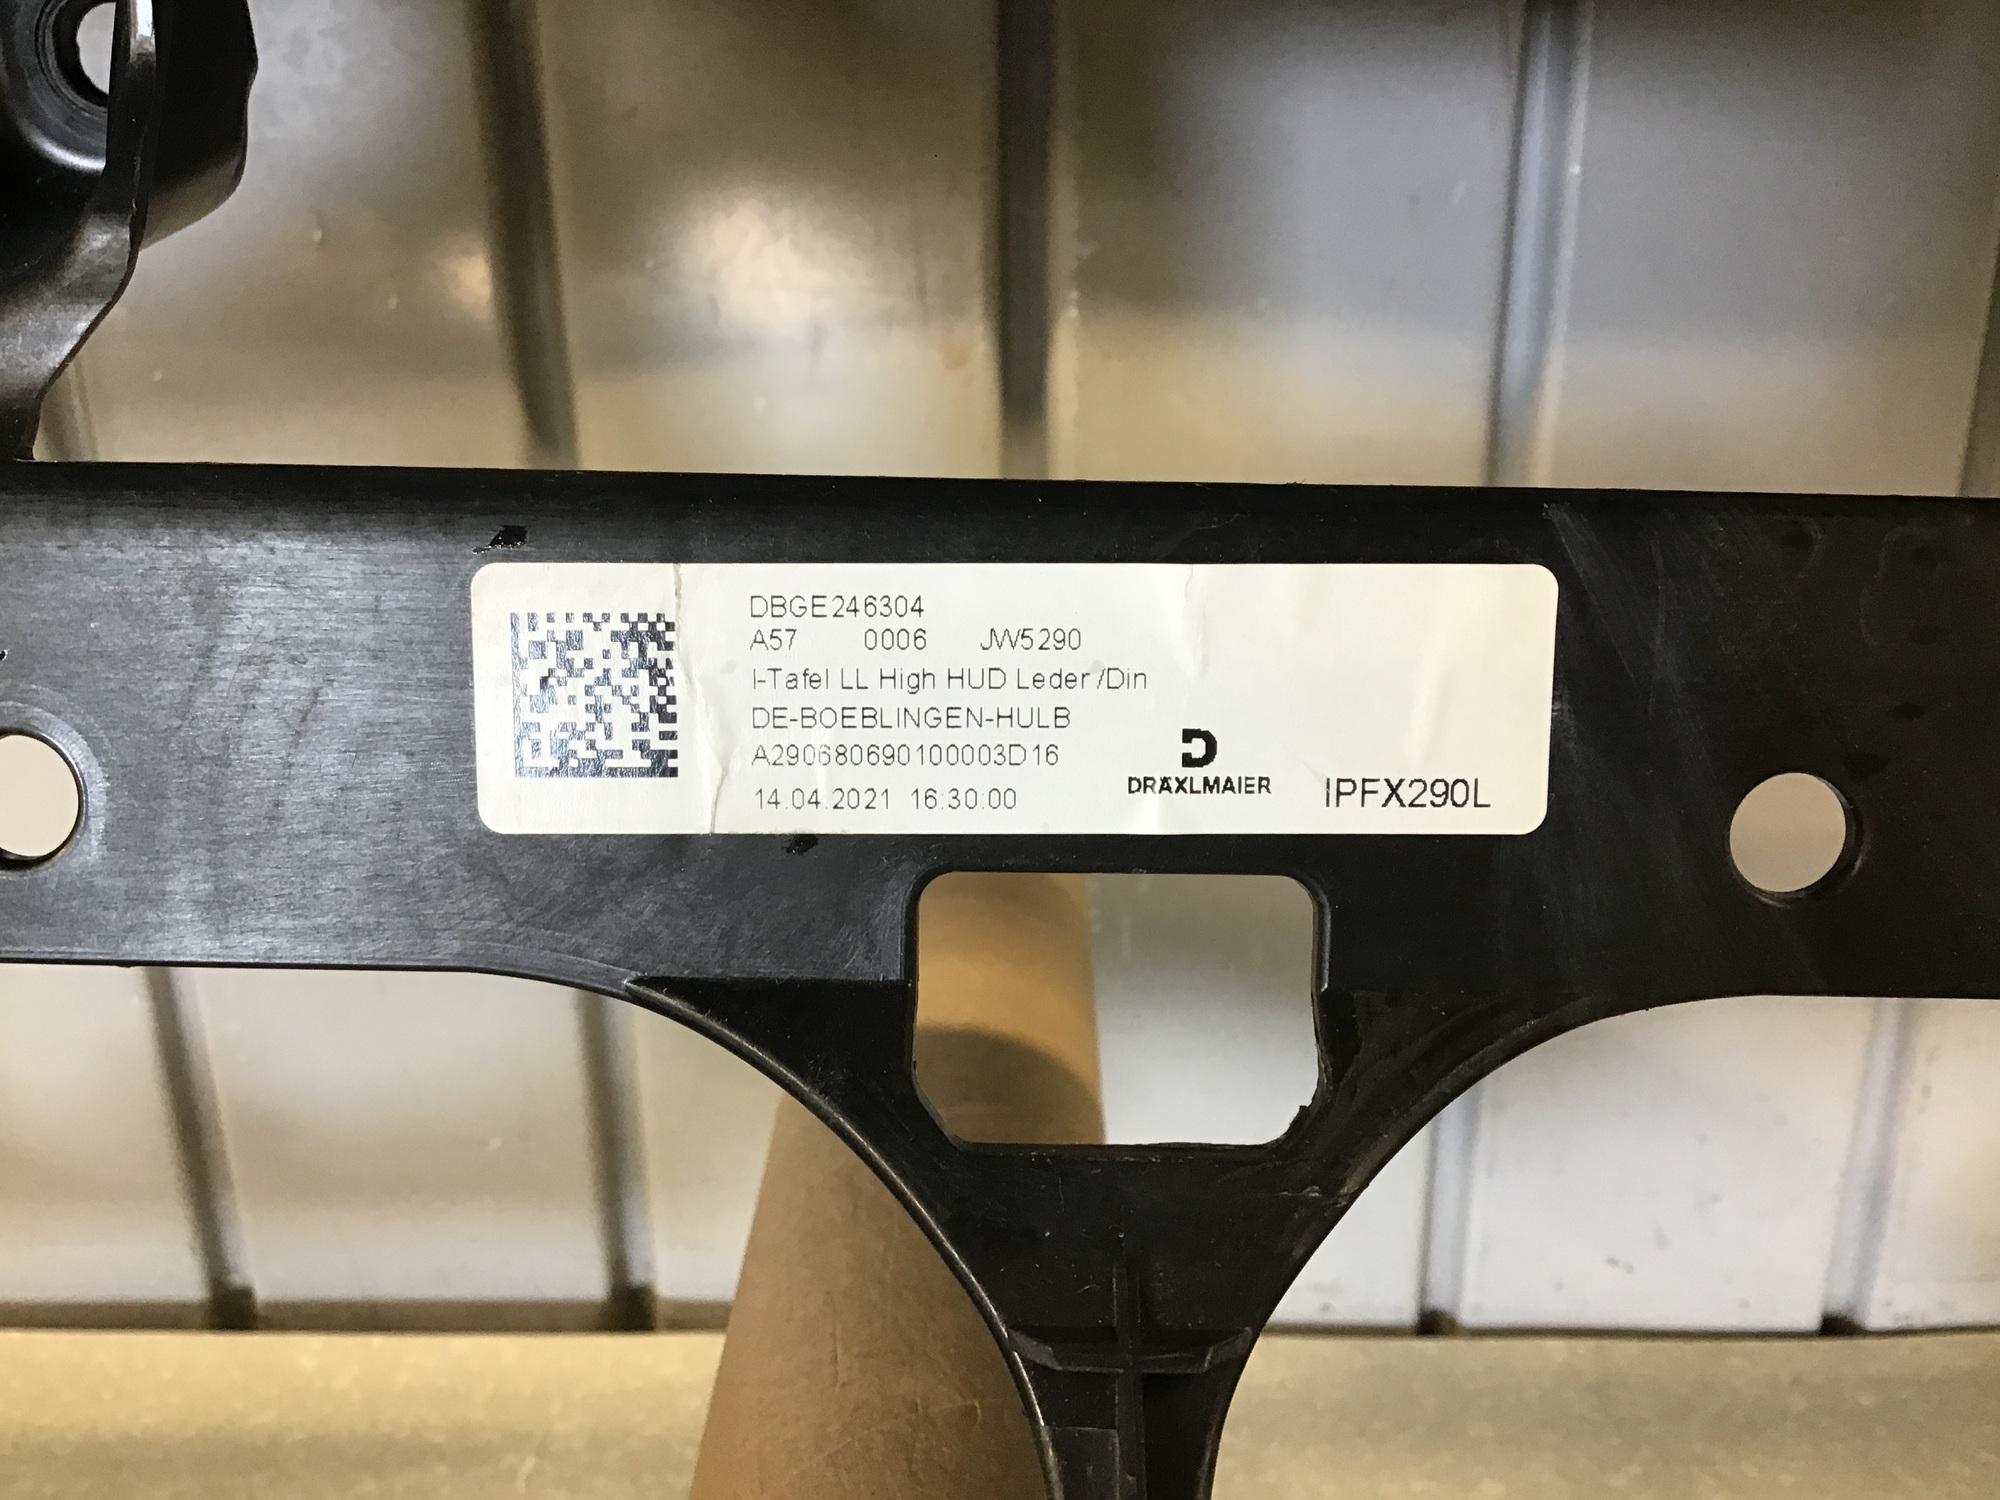 DBGE246304
A57 0006 JW5290
I-Tafel LL High HUD Leder/Din
DE-BOEBLINGEN-HULB
A290680690100003D16
14.04.2021 16:30:00
DRÄXLMAIER
IPFX290L